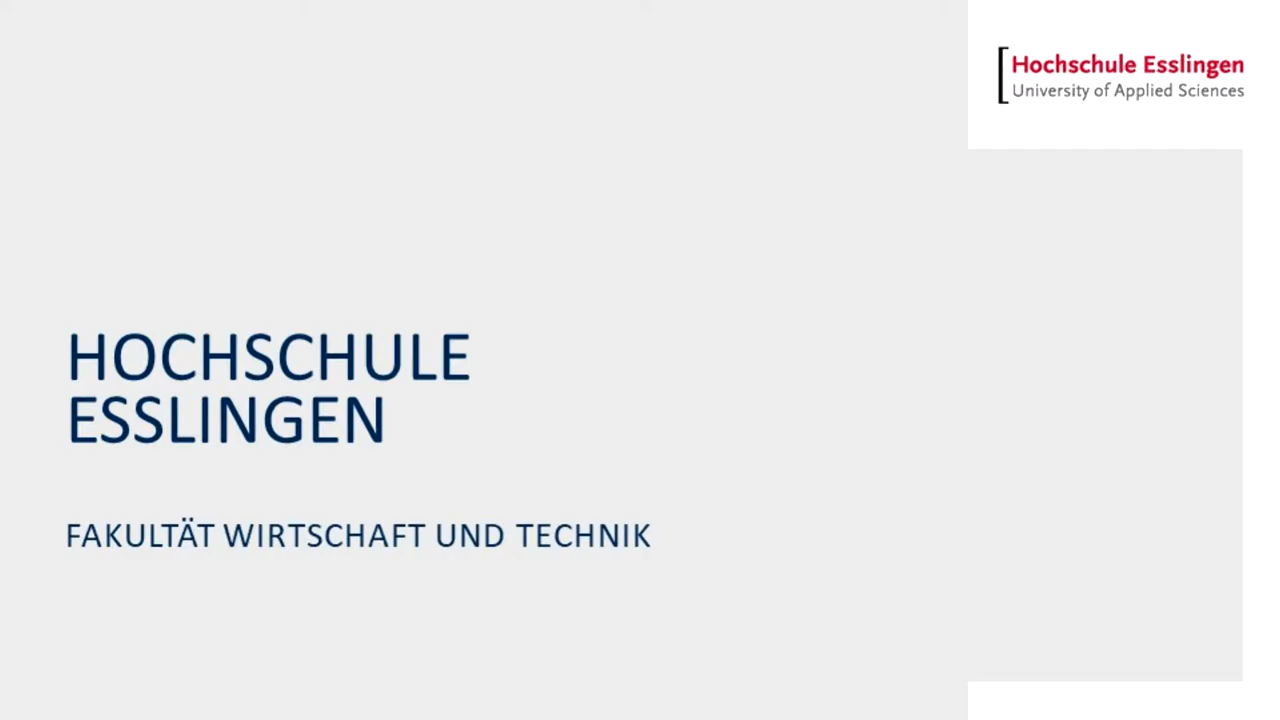 Hochschule Esslingen
University of Applied Sciences
HOCHSCHULE
ESSLINGEN
FAKULTÄT WIRTSCHAFT UND TECHNIK